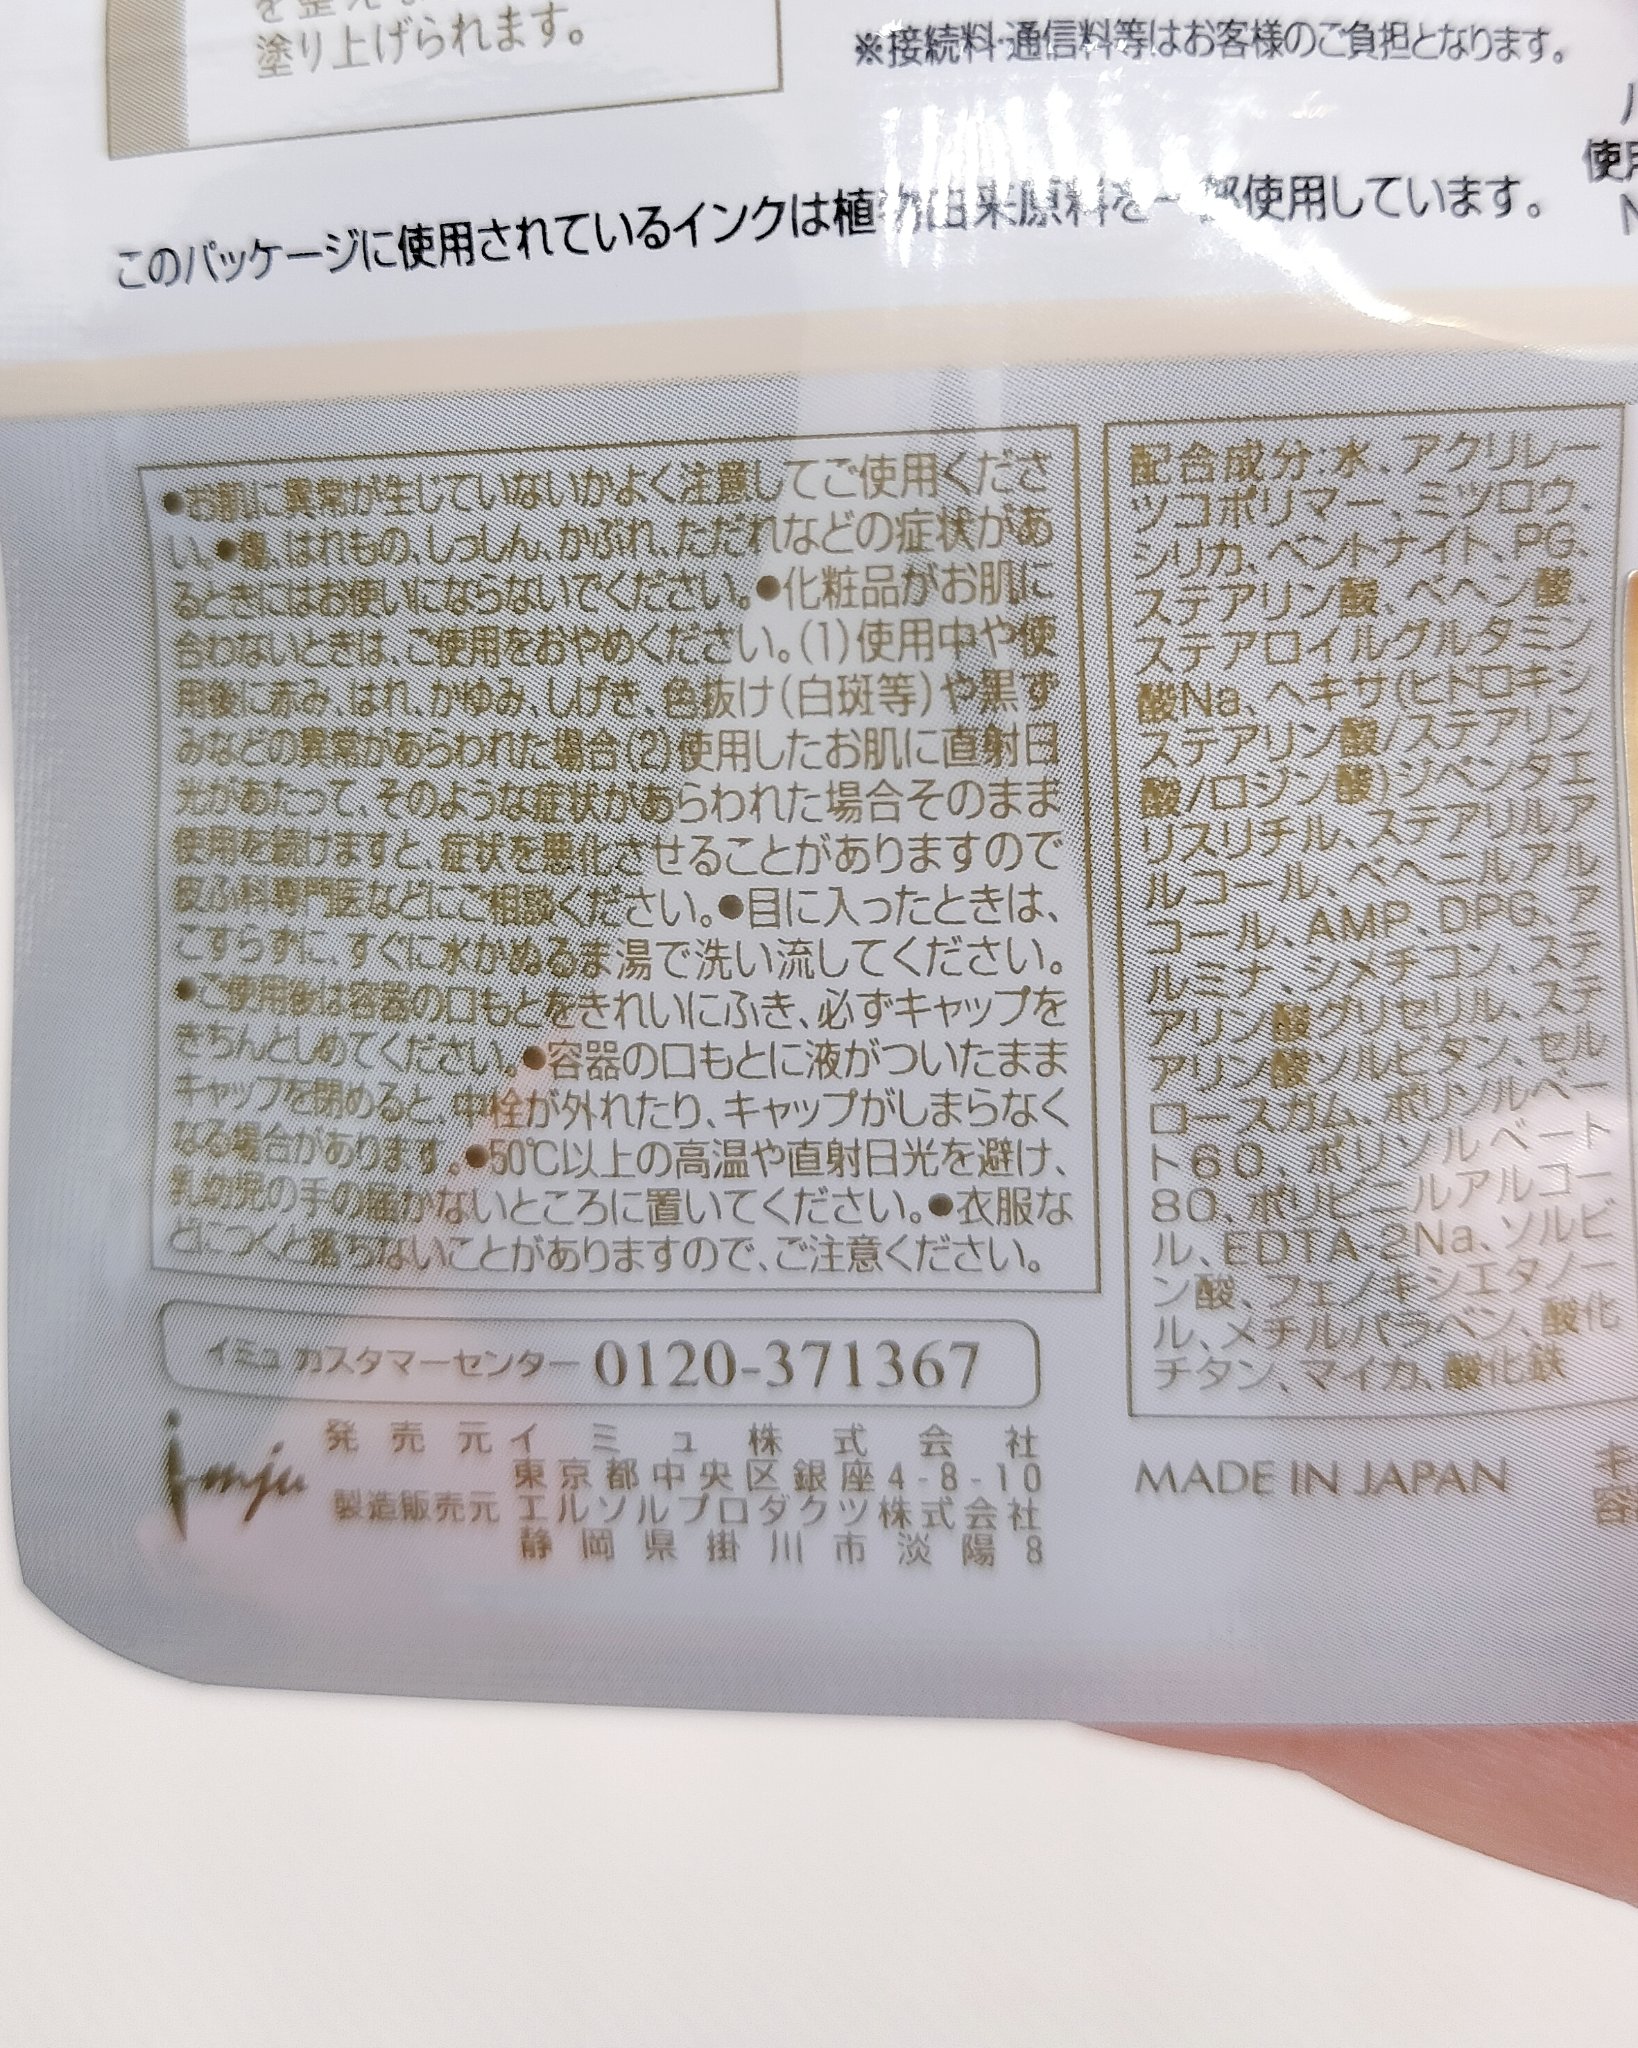 を整え
塗り上げられます。
※接続料・通信料等はお客様のご負担となります。
このパッケージに使用されているインクは植物由来原料を一部使用しています。
使用
●お肌に異常が生じていないかよく注意してご使用くださ
い。●傷、はれもの、しっしん、かぶれ、ただれなどの症状があ
るときにはお使いにならないでください。●化粧品がお肌に
合わないときは、ご使用をおやめください。(1)使用中や使
用後に赤み、はれ、かゆみ、しげき、色抜け(白斑等)や黒ず
みなどの異常があらわれた場合(2)使用したお肌に直射日
光があたって、そのような症状があらわれた場合そのまま
使用を続けますと、症状を悪化させることがありますので
皮ふ科専門医などにご相談ください。●目に入ったときは、
こすらずに、すぐに水かぬるま湯で洗い流してください。
●ご使用後は容器の口もとをきれいにふき、必ずキャップを
きちんとしめてください。●容器の口もとに液がついたまま
キャップを閉めると、中栓が外れたり、キャップがしまらなく
なる場合があります。●50℃以上の高温や直射日光を避け、
乳幼児の手の届かないところに置いてください。●衣服な
どにつくと落ちないことがありますので、ご注意ください。
配合成分:水、アクリレー
ツコポリマー、ミツロウ、
シリカ、ベントナイト、PG、
ステアリン酸、ベヘン酸、
ステアロイルグルタミン
酸Na、ヘキサ(ヒドロキシ
ステアリン酸/ステアリン
酸/ロジン酸)ジペンタエ
リスリチル、ステアリルア
ルコール、ベヘニルアル
コール、AMP、DPG、ア
ルミナ、ジメチコン、ステ
アリン酸グリセリル、ステ
アリン酸ソルビタン、セル
ロースガム、ポリソルベー
ト60、ポリソルベート
80、ポリビニルアルコー
ル、EDTA-2Na、ソルビ
ン酸、フェノキシエタノー
ル、メチルパラベン、酸化
チタン、マイカ、酸化鉄
イミュ カスタマーセンター 0120-371367
imju
発売元 イミュ株式会社
東京都中央区銀座4-8-10
製造販売元 エルソルプロダクツ株式会社
静岡県掛川市淡陽8
MADE IN JAPAN
キ
容